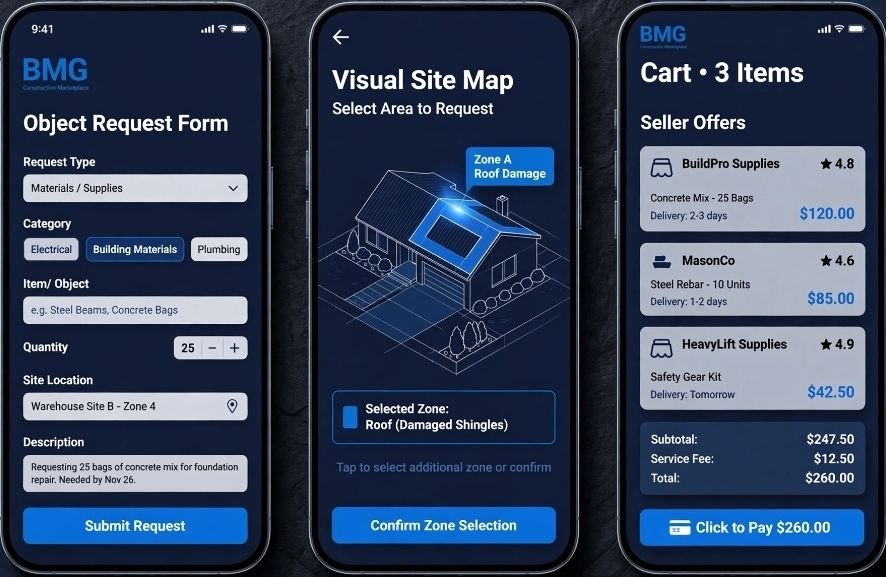 9:41
BMG
Construction Marketplace
Object Request Form
Request Type
Materials / Supplies
Category
Electrical
Building Materials
Plumbing
Item/ Object
e.g. Steel Beams, Concrete Bags
Quantity
25 − +
Site Location
Warehouse Site B - Zone 4
Description
Requesting 25 bags of concrete mix for foundation
repair. Needed by Nov 26.
Submit Request
Visual Site Map
Select Area to Request
Zone A
Roof Damage
Selected Zone:
Roof (Damaged Shingles)
Tap to select additional zone or confirm
Confirm Zone Selection
BMG
Construction Marketplace
Cart • 3 Items
Seller Offers
BuildPro Supplies ★ 4.8
Concrete Mix - 25 Bags
Delivery: 2-3 days $120.00
MasonCo ★ 4.6
Steel Rebar - 10 Units
Delivery: 1-2 days $85.00
HeavyLift Supplies ★ 4.9
Safety Gear Kit
Delivery: Tomorrow $42.50
Subtotal: $247.50
Service Fee: $12.50
Total: $260.00
Click to Pay $260.00